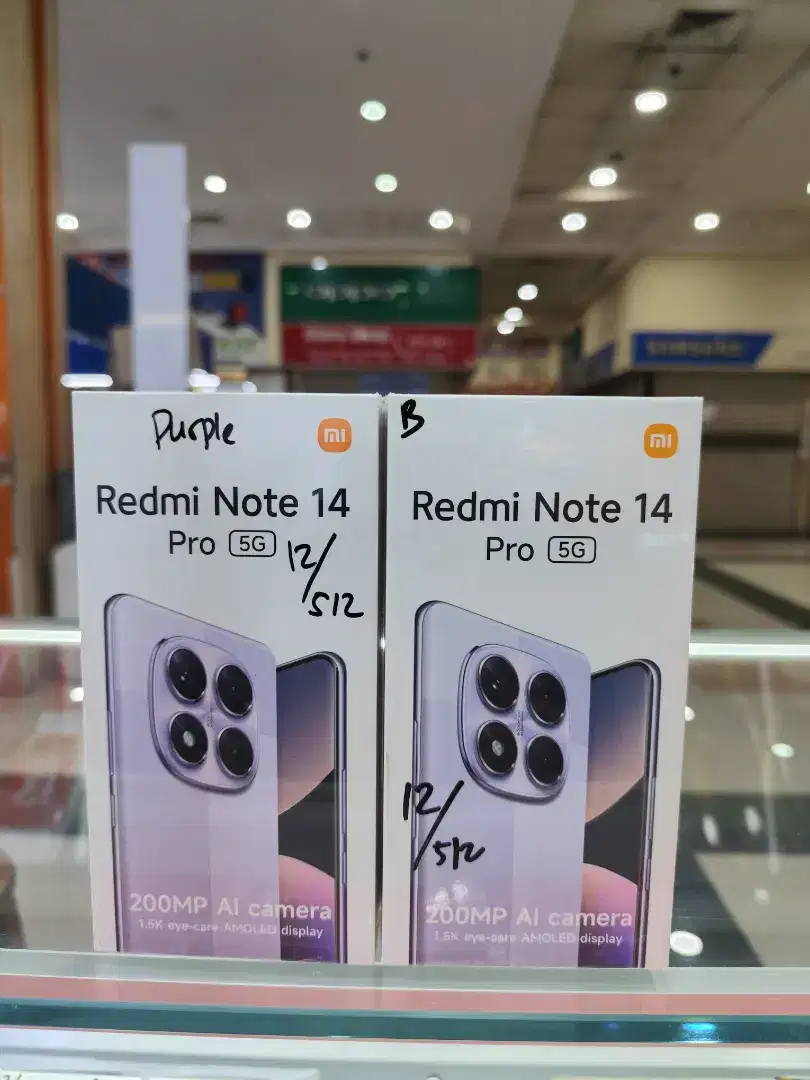 Purple
mi
Redmi Note 14
Pro 5G
12/512
200MP AI camera
1.5K eye-care AMOLED display
B
mi
Redmi Note 14
Pro 5G
12/512
200MP AI camera
1.5K eye-care AMOLED display
SAMSUNG